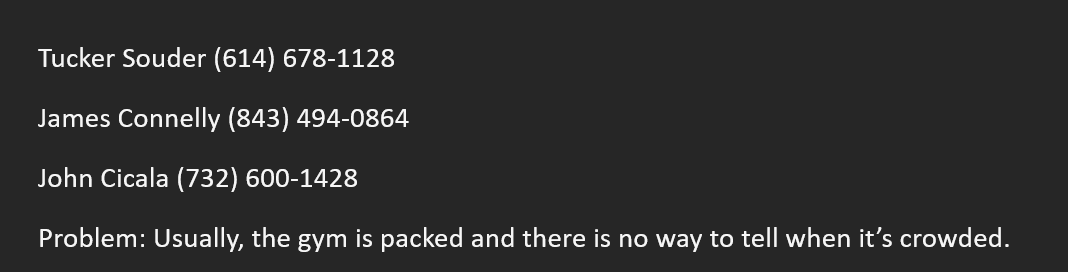 Tucker Souder (614) 678-1128
James Connelly (843) 494-0864
John Cicala (732) 600-1428
Problem: Usually, the gym is packed and there is no way to tell when it’s crowded.